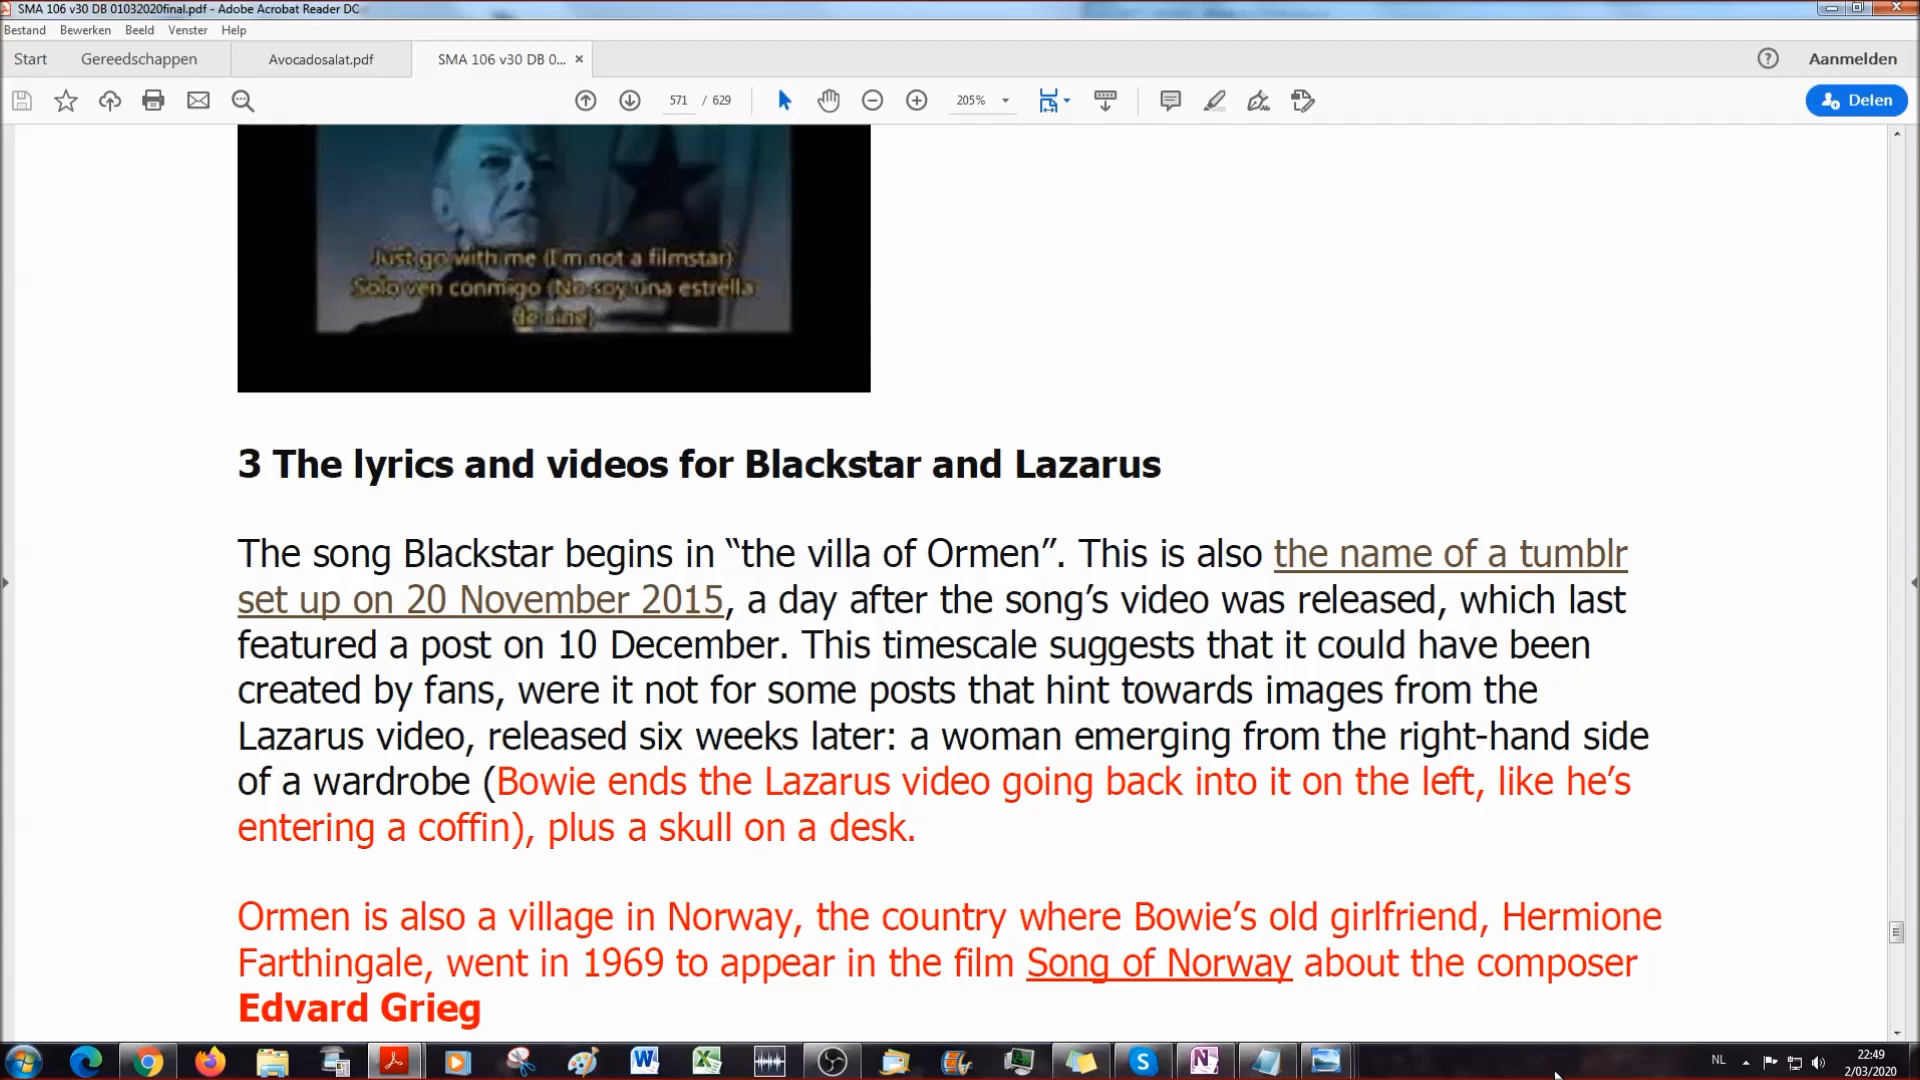 SMA 106 v30 DB 01032020final.pdf - Adobe Acrobat Reader DC
Bestand Bewerken Beeld Venster Help
Start Gereedschappen Avocadosalat.pdf SMA 106 v30 DB 0... Aanmelden
571 / 629 205% Delen
Just go with me (I'm not a filmstar)
Solo ven conmigo (No soy una estrella
de cine)
3 The lyrics and videos for Blackstar and Lazarus
The song Blackstar begins in “the villa of Ormen”. This is also the name of a tumblr
set up on 20 November 2015, a day after the song’s video was released, which last
featured a post on 10 December. This timescale suggests that it could have been
created by fans, were it not for some posts that hint towards images from the
Lazarus video, released six weeks later: a woman emerging from the right-hand side
of a wardrobe (Bowie ends the Lazarus video going back into it on the left, like he’s
entering a coffin), plus a skull on a desk.
Ormen is also a village in Norway, the country where Bowie’s old girlfriend, Hermione
Farthingale, went in 1969 to appear in the film Song of Norway about the composer
Edvard Grieg
NL 22:49
2/03/2020